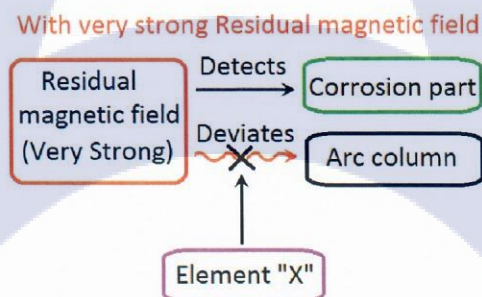 With very strong Residual magnetic field
Residual
magnetic field
(Very Strong)
Detects
Corrosion part
Deviates
Arc column
Element "X"